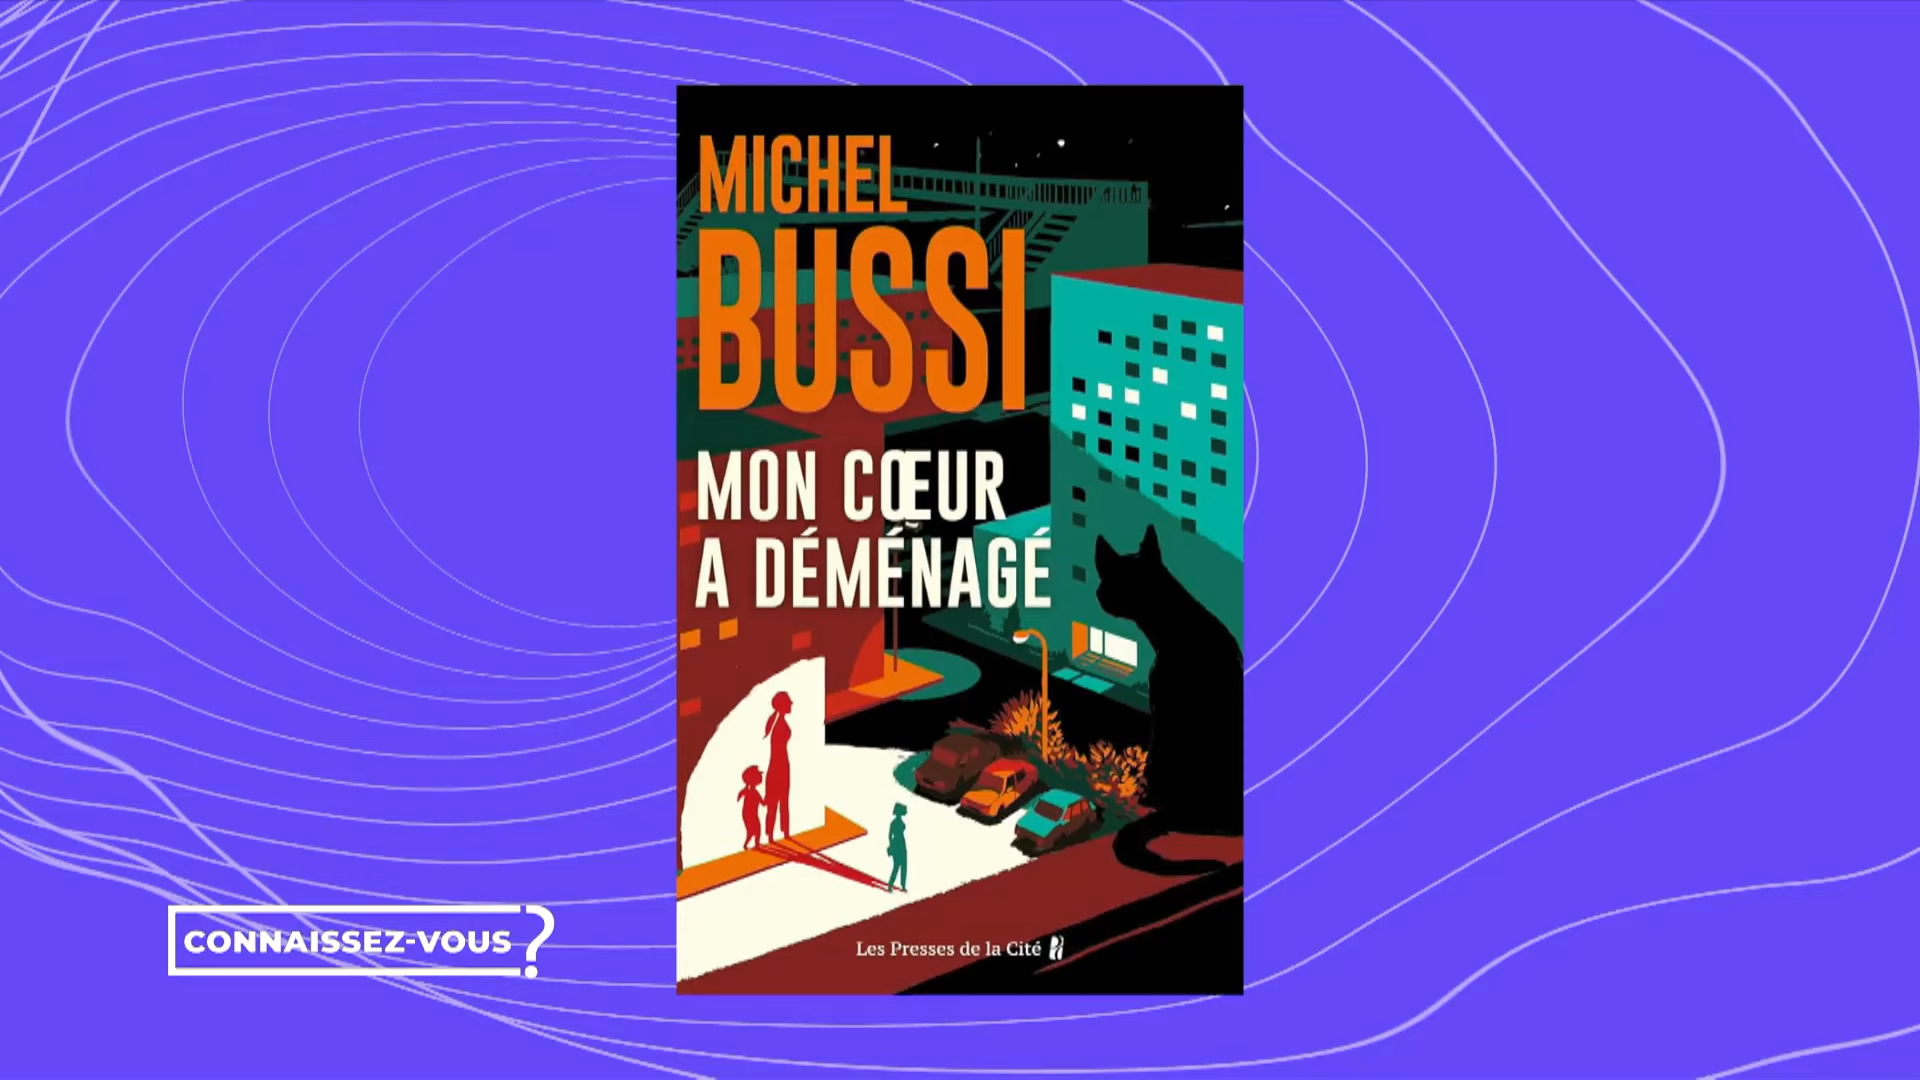 MICHEL
BUSSI
MON CŒUR
A DÉMÉNAGÉ
Les Presses de la Cité
CONNAISSEZ-VOUS ?